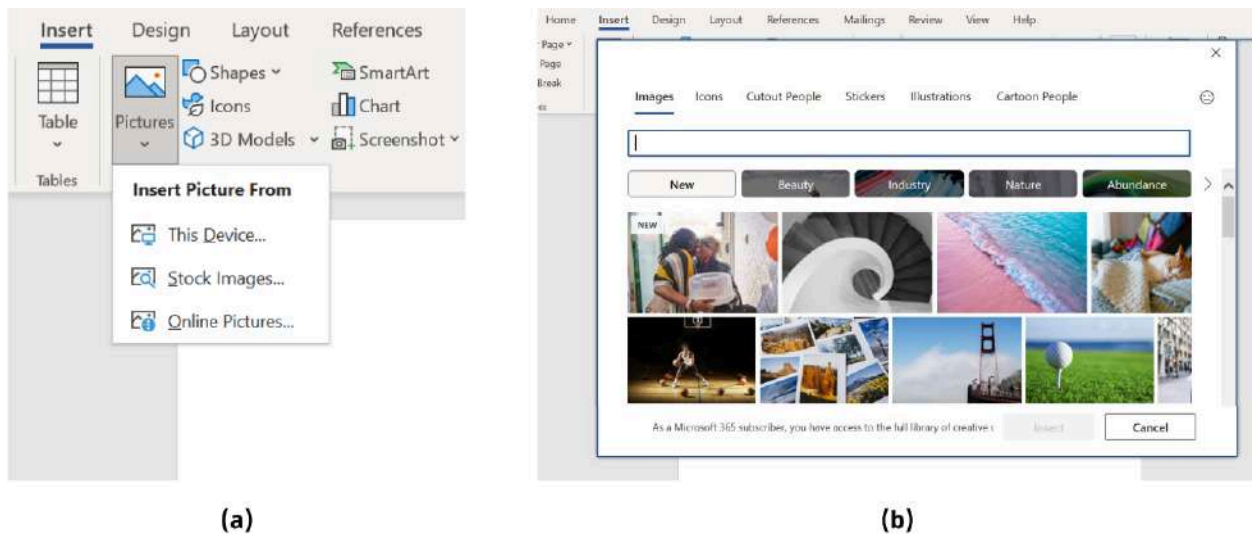 Insert Design Layout References
Table
Tables
Pictures
Shapes
Icons
3D Models
SmartArt
Chart
Screenshot
Insert Picture From
This Device...
Stock Images...
Online Pictures...
(a)
Home Insert Design Layout References Mailings Review View Help
Page
Page
Break
Images Icons Cutout People Stickers Illustrations Cartoon People
New Beauty Industry Nature Abundance
NEW
As a Microsoft 365 subscriber, you have access to the full library of creative c
Insert Cancel
(b)